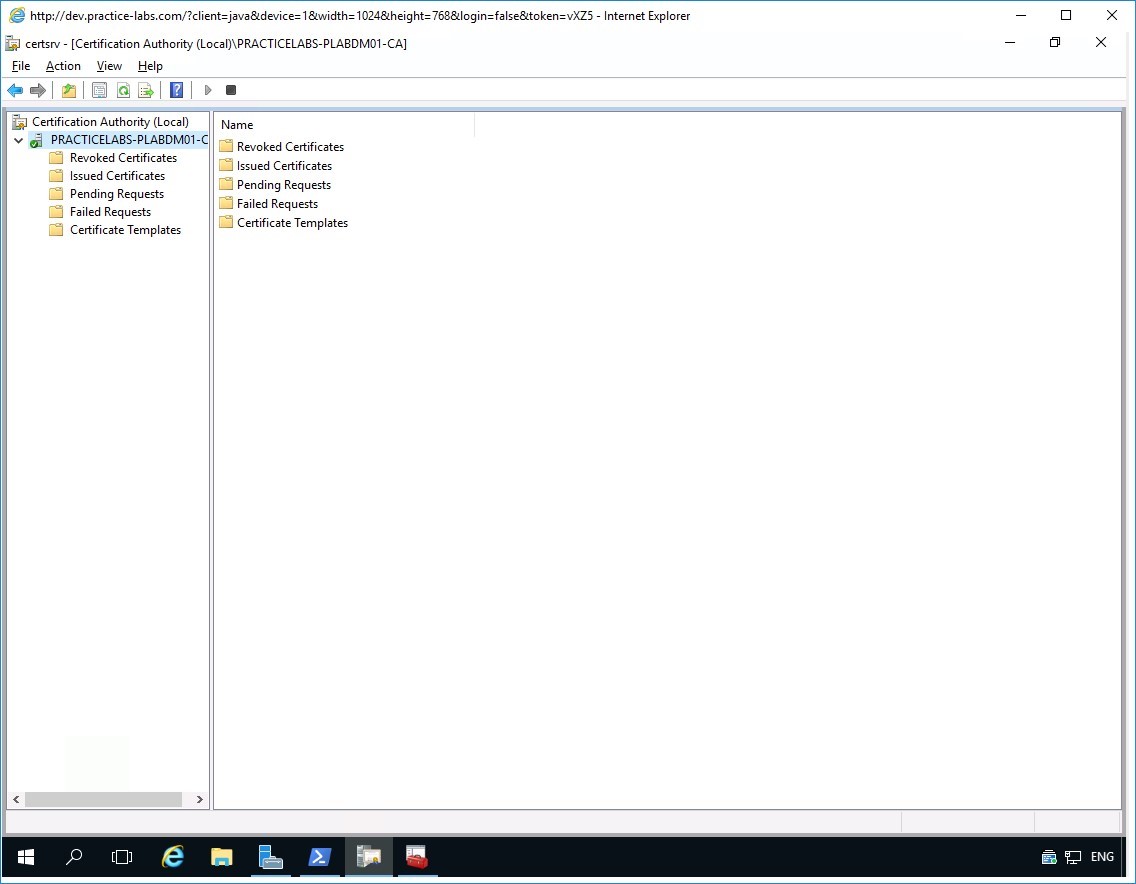 http://dev.practice-labs.com/?client=java&device=1&width=1024&height=768&login=false&token=vXZ5 - Internet Explorer
certsrv - [Certification Authority (Local)\PRACTICELABS-PLABDM01-CA]
File Action View Help
Certification Authority (Local)
PRACTICELABS-PLABDM01-C
Revoked Certificates
Issued Certificates
Pending Requests
Failed Requests
Certificate Templates
Name
Revoked Certificates
Issued Certificates
Pending Requests
Failed Requests
Certificate Templates
ENG